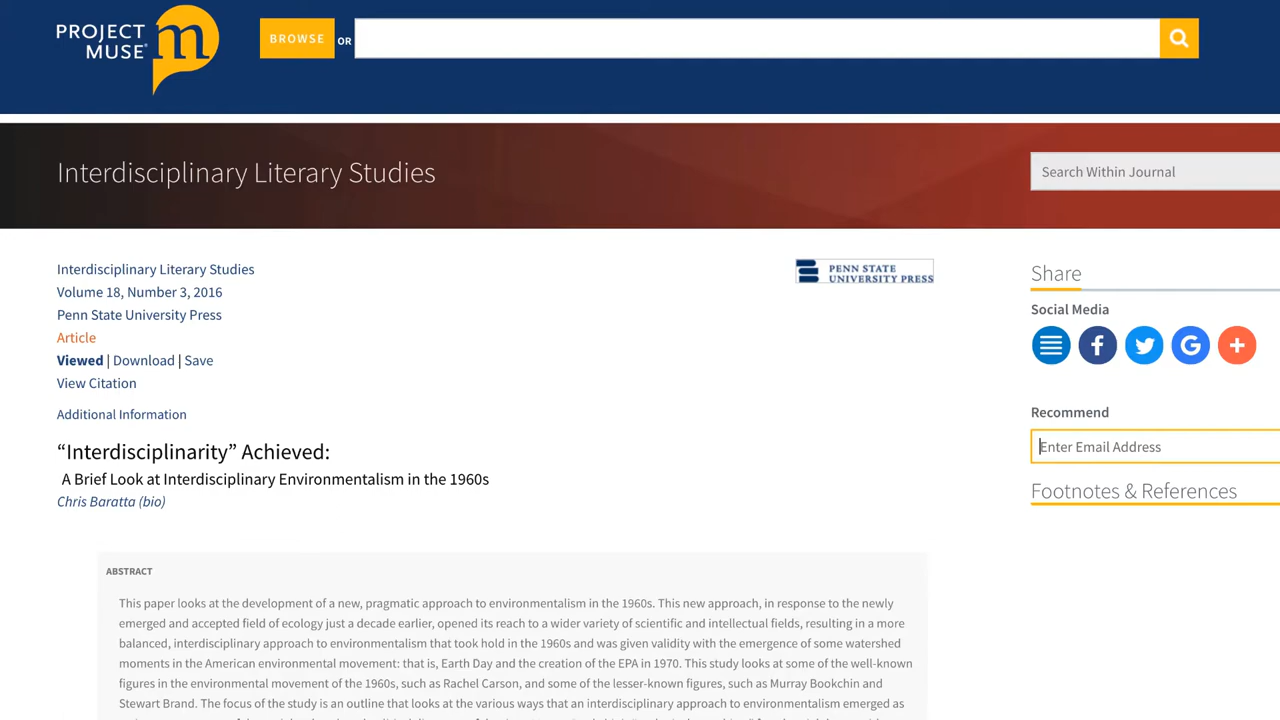 PROJECT
MUSE®
m
BROWSE OR
Interdisciplinary Literary Studies
Search Within Journal
Interdisciplinary Literary Studies
Volume 18, Number 3, 2016
Penn State University Press
Article
Viewed | Download | Save
View Citation
Additional Information
PENN STATE
UNIVERSITY PRESS
“Interdisciplinarity” Achieved:
A Brief Look at Interdisciplinary Environmentalism in the 1960s
Chris Baratta (bio)
Share
Social Media
f
G
+
Recommend
Enter Email Address
Footnotes & References
ABSTRACT
This paper looks at the development of a new, pragmatic approach to environmentalism in the 1960s. This new approach, in response to the newly
emerged and accepted field of ecology just a decade earlier, opened its reach to a wider variety of scientific and intellectual fields, resulting in a more
balanced, interdisciplinary approach to environmentalism that took hold in the 1960s and was given validity with the emergence of some watershed
moments in the American environmental movement: that is, Earth Day and the creation of the EPA in 1970. This study looks at some of the well-known
figures in the environmental movement of the 1960s, such as Rachel Carson, and some of the lesser-known figures, such as Murray Bookchin and
Stewart Brand. The focus of the study is an outline that looks at the various ways that an interdisciplinary approach to environmentalism emerged as